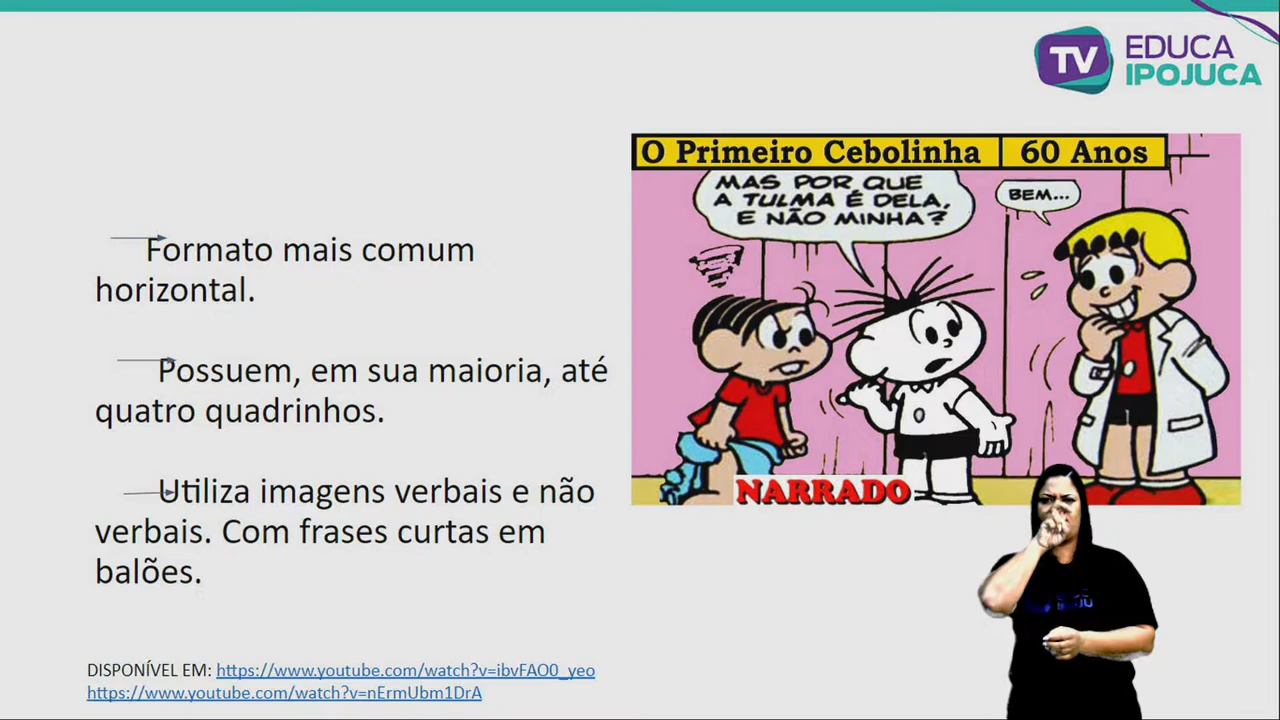 TV EDUCA
IPOJUCA
O Primeiro Cebolinha 60 Anos
MAS POR QUE
A TULMA É DELA,
E NÃO MINHA?
BEM...
NARRADO
Formato mais comum
horizontal.
Possuem, em sua maioria, até
quatro quadrinhos.
Utiliza imagens verbais e não
verbais. Com frases curtas em
balões.
DISPONÍVEL EM: https://www.youtube.com/watch?v=ibvFAO0_yeo
https://www.youtube.com/watch?v=nErmUbm1DrA